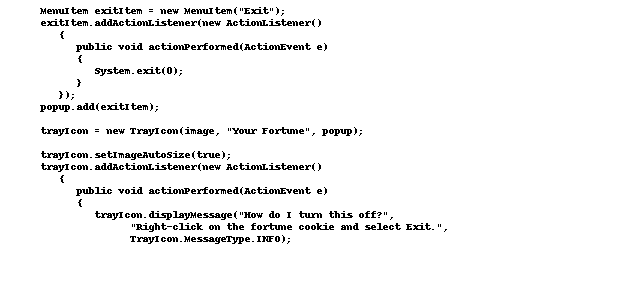 MenuItem exitItem = new MenuItem("Exit");
exitItem.addActionListener(new ActionListener()
{
public void actionPerformed(ActionEvent e)
{
System.exit(0);
}
});
popup.add(exitItem);
trayIcon = new TrayIcon(image, "Your Fortune", popup);
trayIcon.setImageAutoSize(true);
trayIcon.addActionListener(new ActionListener()
{
public void actionPerformed(ActionEvent e)
{
trayIcon.displayMessage("How do I turn this off?",
"Right-click on the fortune cookie and select Exit.",
TrayIcon.MessageType.INFO);